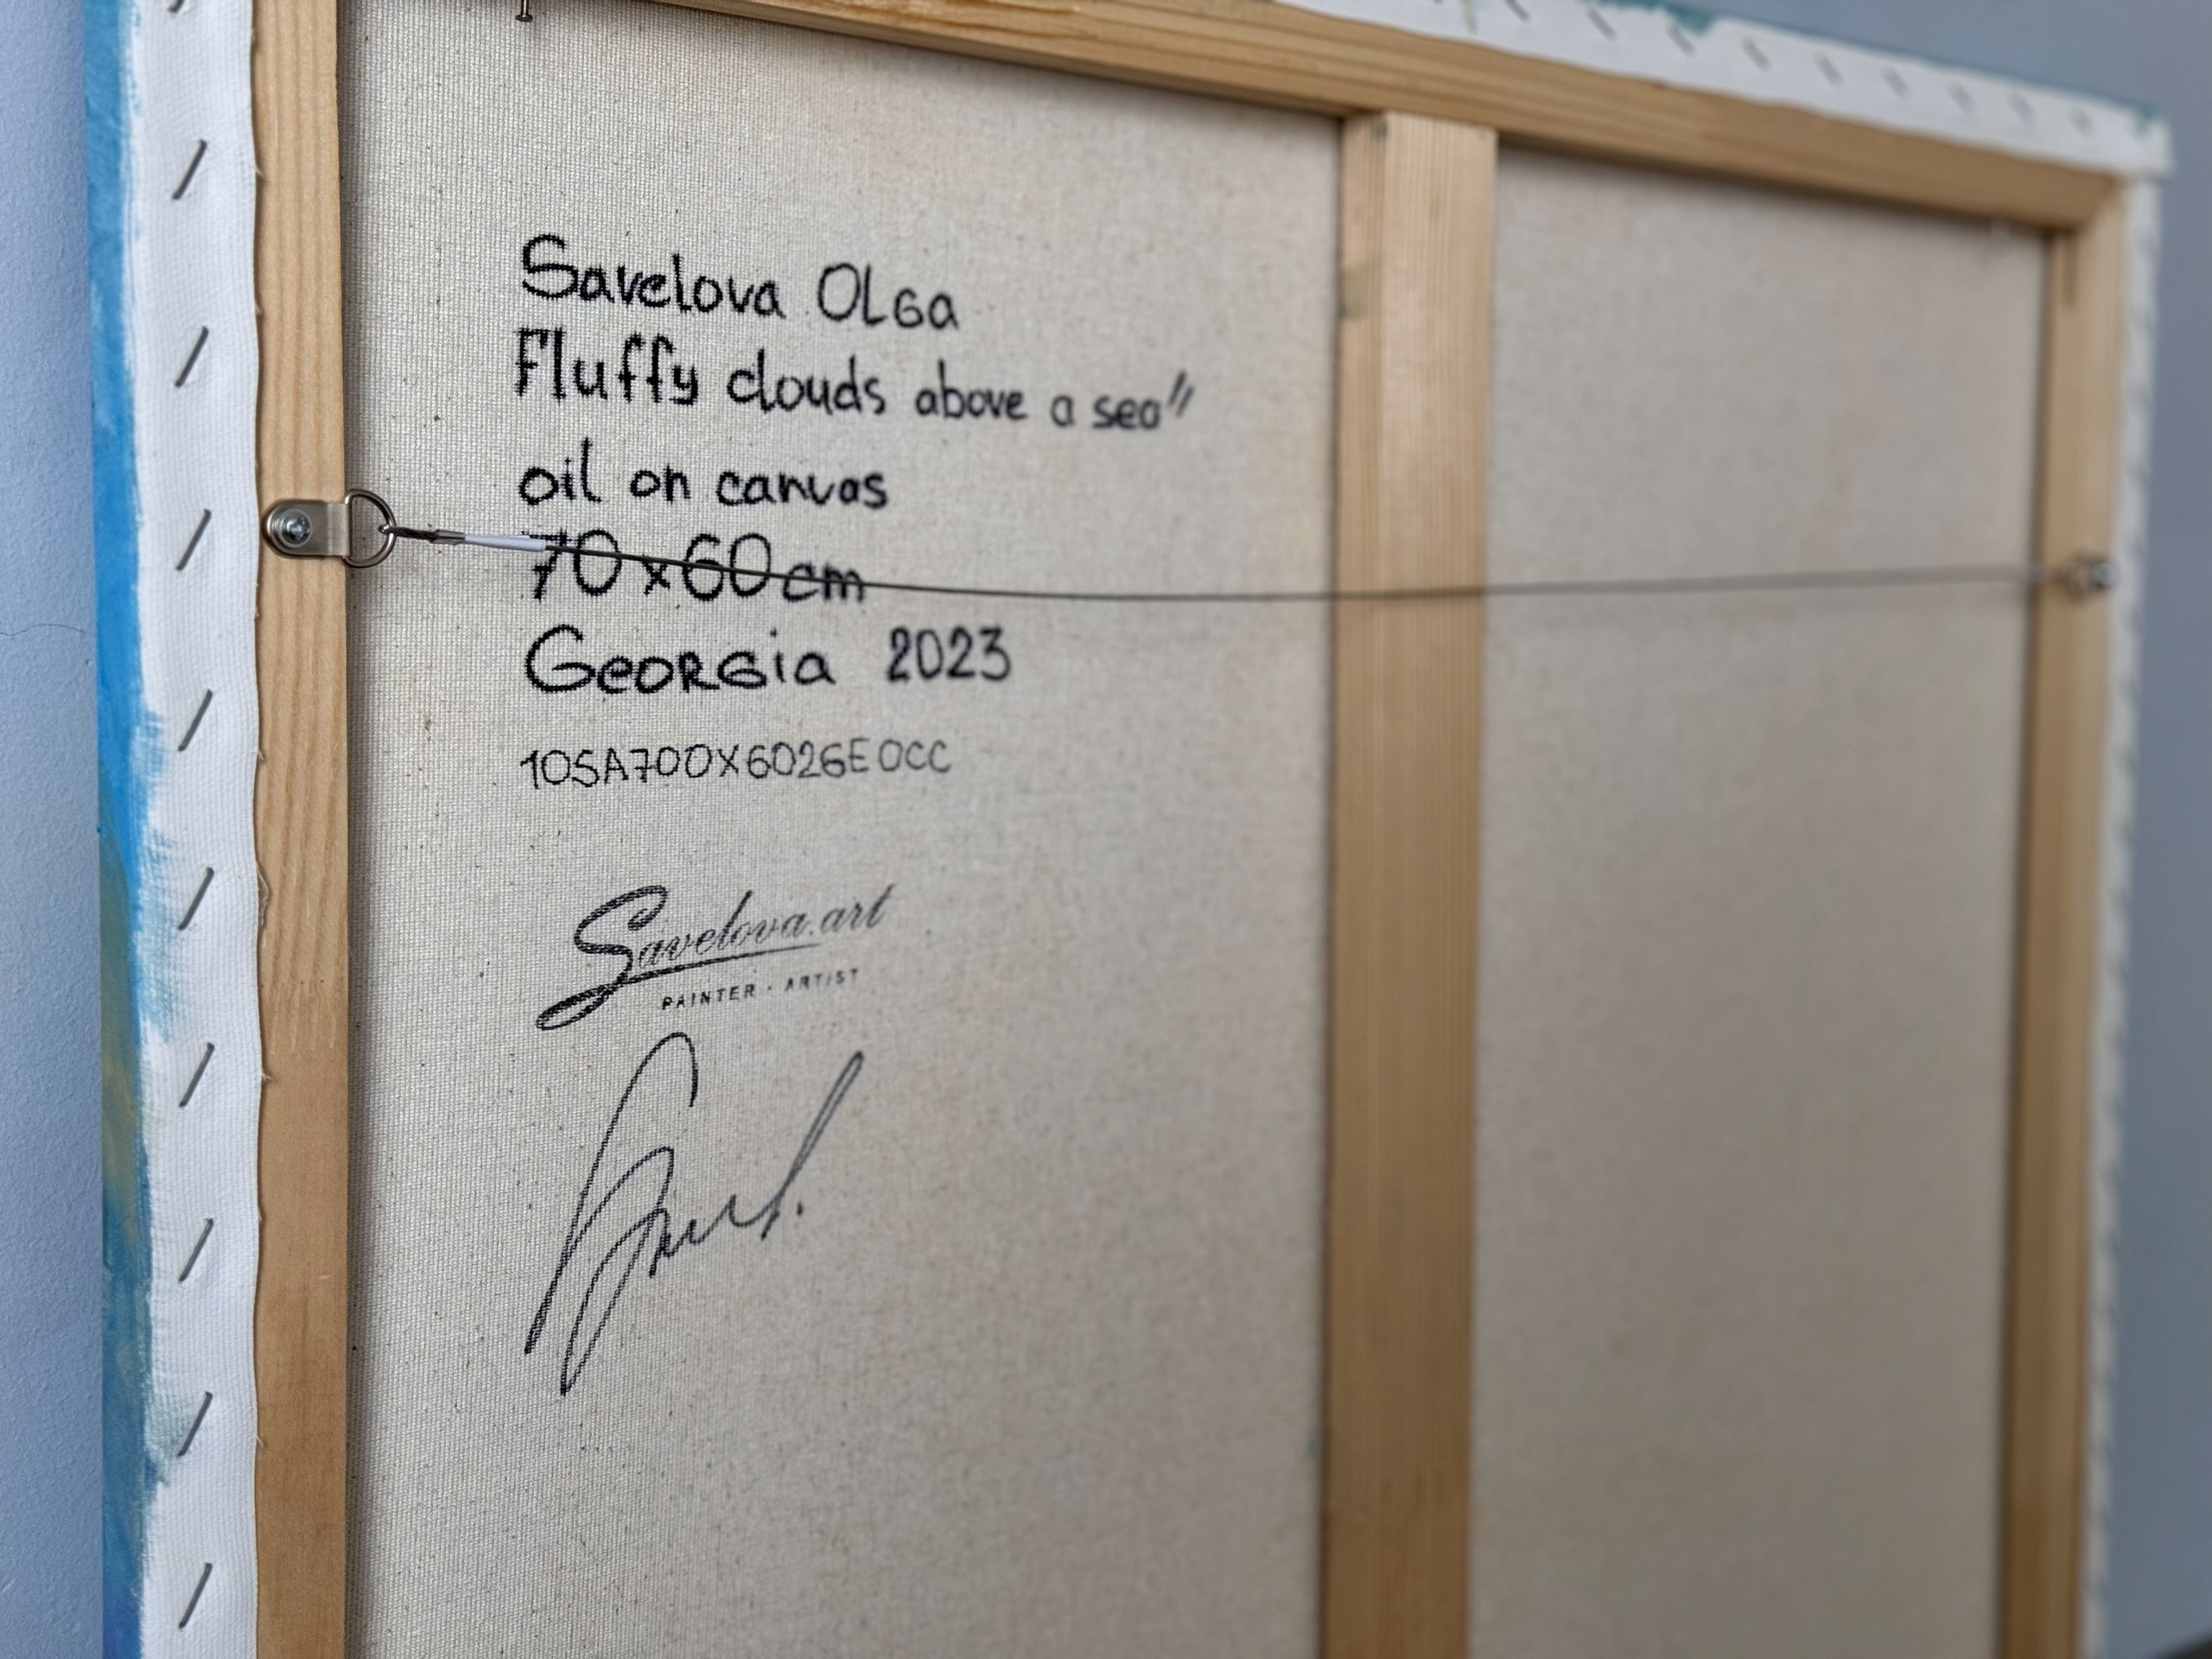 Savelova OLGa
Fluffy clouds above a sea"
oil on canvas
70x60cm
GeORGia 2023
10SA700X6026E0CC
Savelova.art
PAINTER · ARTIST